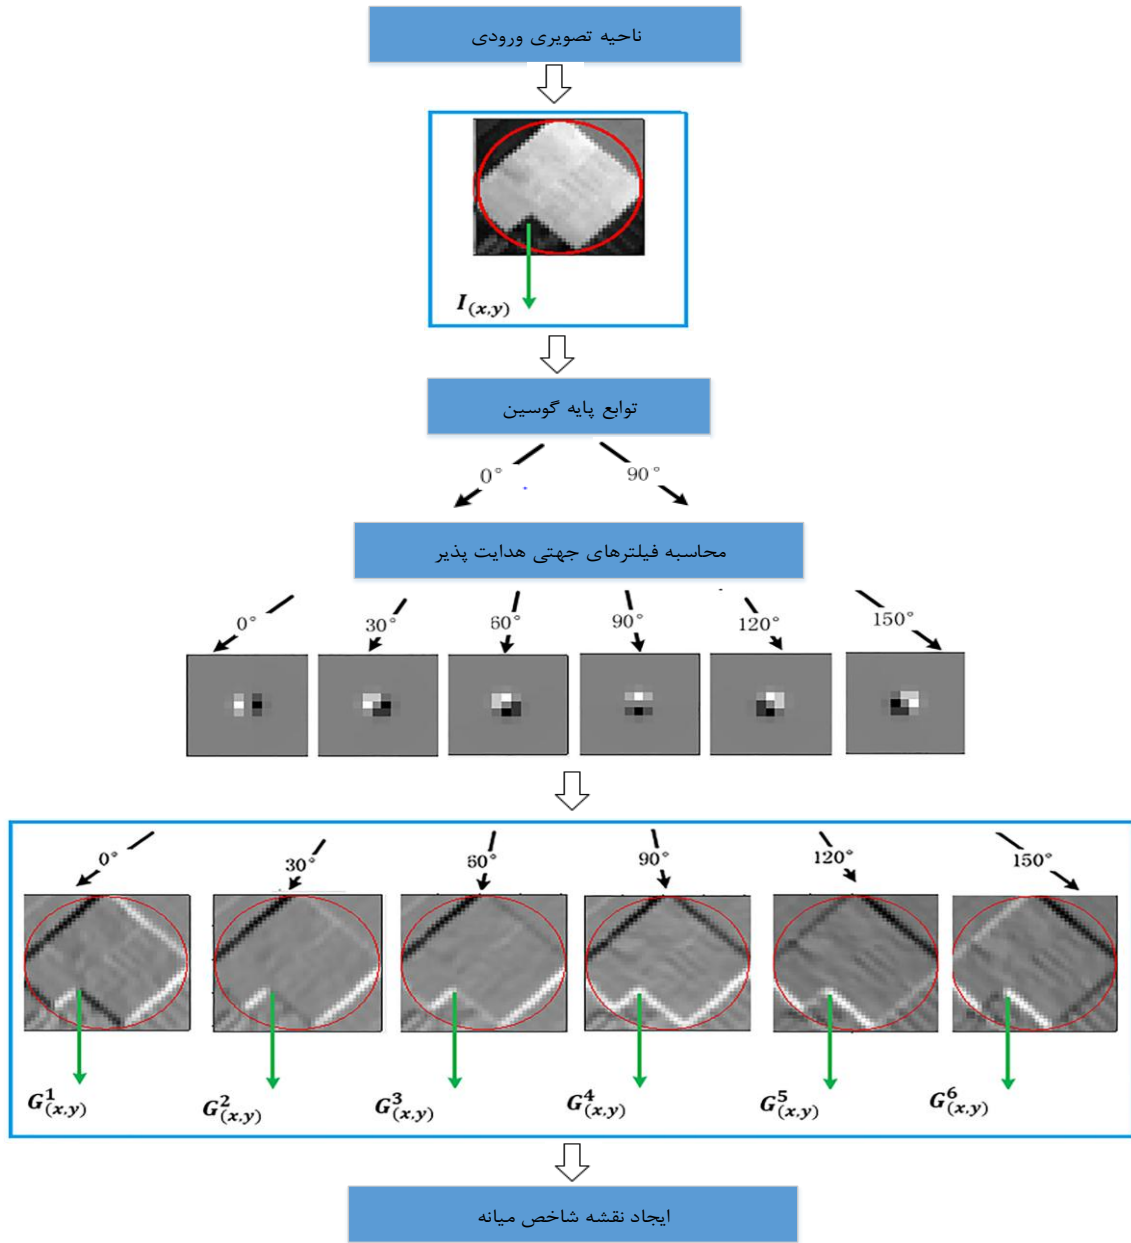 ناحیه تصویری ورودی
I(x,y)
توابع پایه گوسین
0° 90°
محاسبه فیلترهای جهتی هدایت پذیر
0° 30° 60° 90° 120° 150°
0° 30° 60° 90° 120° 150°
G¹(x,y) G²(x,y) G³(x,y) G⁴(x,y) G⁵(x,y) G⁶(x,y)
ایجاد نقشه شاخص میانه